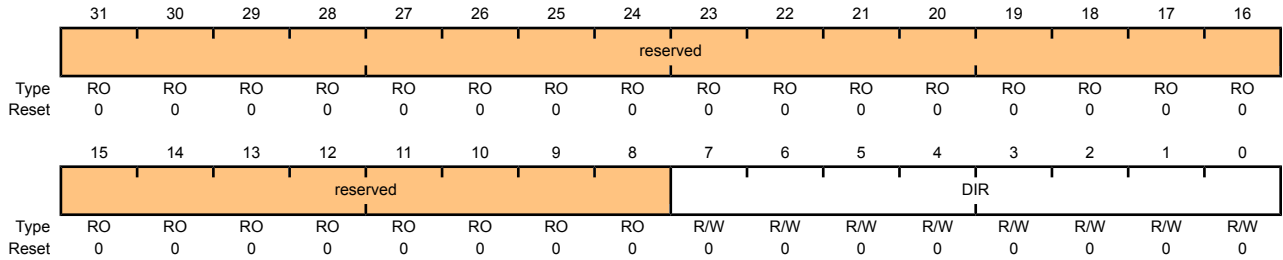 31 30 29 28 27 26 25 24 23 22 21 20 19 18 17 16
reserved
Type RO RO RO RO RO RO RO RO RO RO RO RO RO RO RO RO
Reset 0 0 0 0 0 0 0 0 0 0 0 0 0 0 0 0
15 14 13 12 11 10 9 8 7 6 5 4 3 2 1 0
reserved DIR
Type RO RO RO RO RO RO RO RO R/W R/W R/W R/W R/W R/W R/W R/W
Reset 0 0 0 0 0 0 0 0 0 0 0 0 0 0 0 0